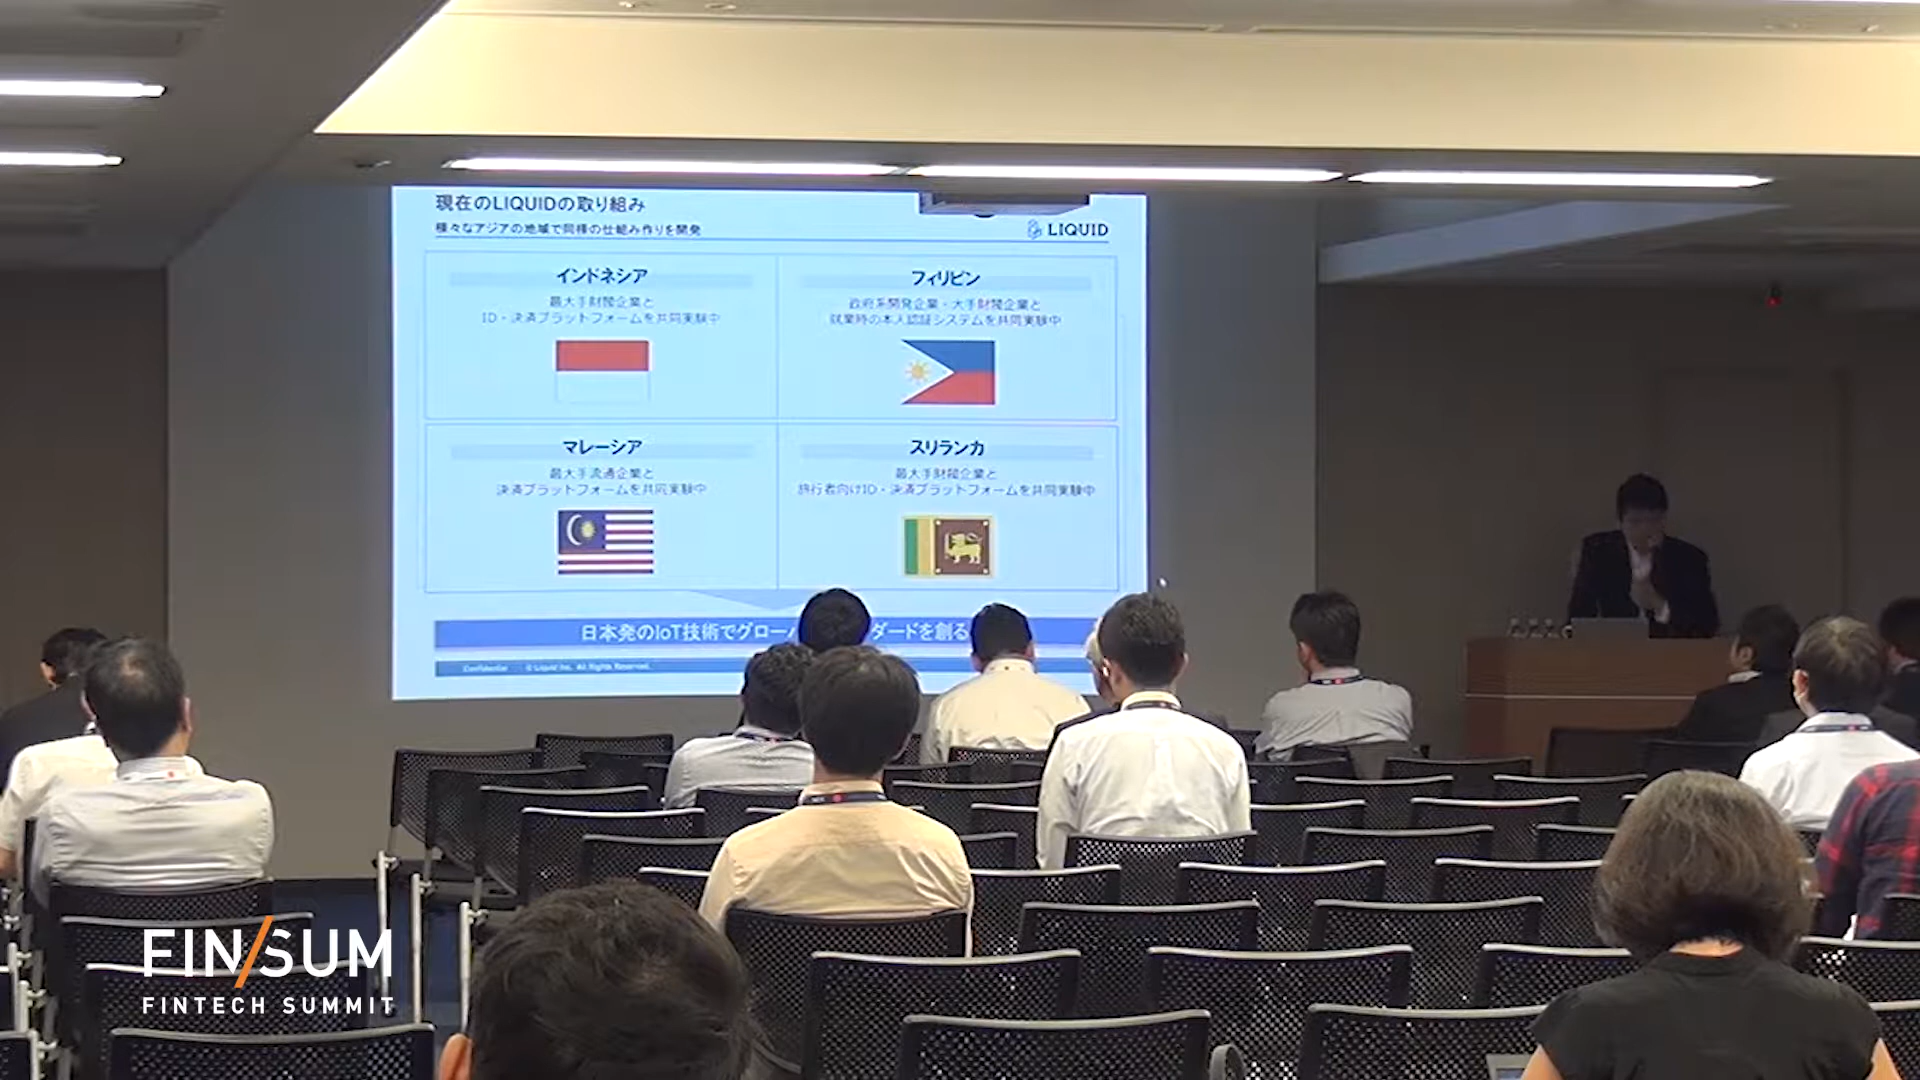 現在のLIQUIDの取り組み
様々なアジアの地域で同様の仕組み作りを開発
LIQUID
インドネシア
最大手財閥企業と
ID・決済プラットフォームを共同実験中
フィリピン
政府系開発企業・大手財閥企業と
就業時の本人認証システムを共同実験中
マレーシア
最大手流通企業と
決済プラットフォームを共同実験中
スリランカ
最大手財閥企業と
旅行者向けID・決済プラットフォームを共同実験中
日本発のIoT技術でグロー ダードを創る
Confidential © Liquid Inc. All Rights Reserved.
FIN/SUM
FINTECH SUMMIT